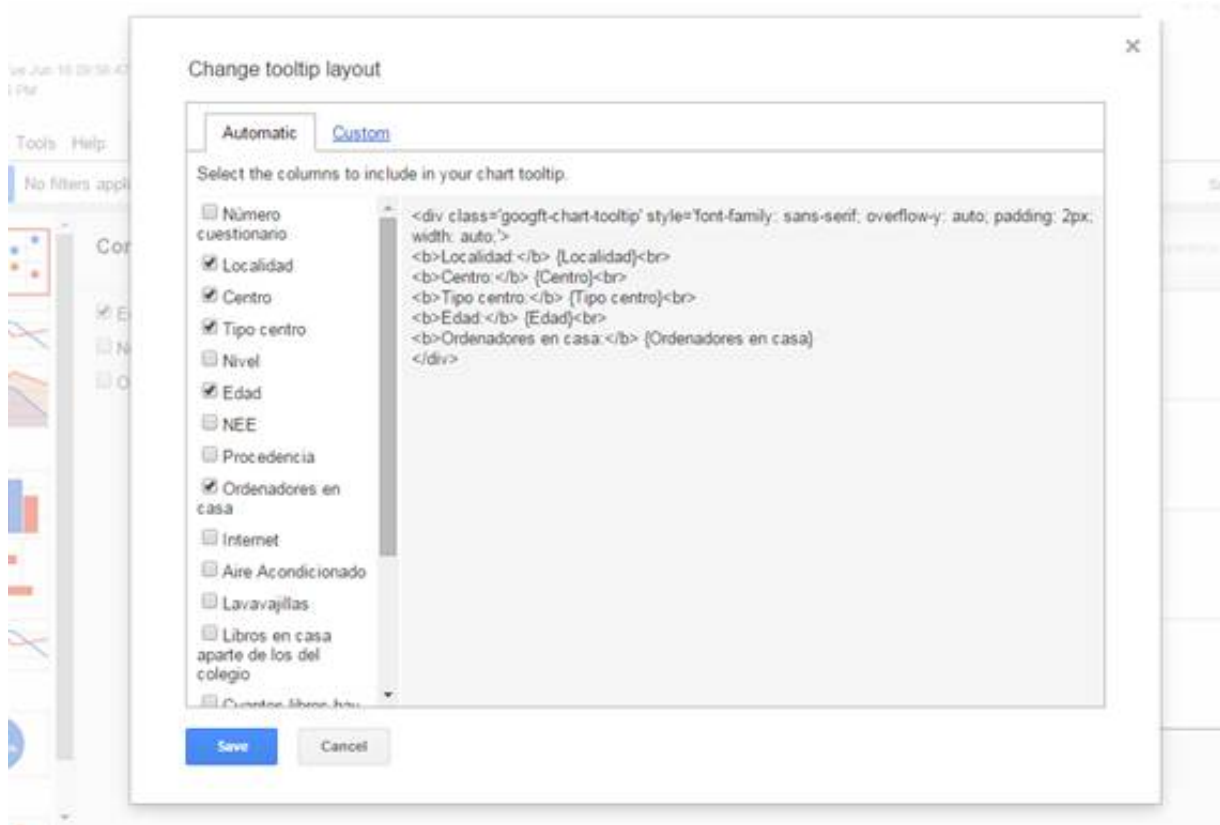 Change tooltip layout
Tools Help
Automatic Custom
No filters appli
Select the columns to include in your chart tooltip.
Número
cuestionario
Localidad
Centro
Tipo centro
Nivel
Edad
NEE
Procedencia
Ordenadores en
casa
Internet
Aire Acondicionado
Lavavajillas
Libros en casa
aparte de los del
colegio
Cuantos libros hay
<div class='googft-chart-tooltip' style='font-family: sans-serif; overflow-y: auto; padding: 2px;
width: auto;'>
<b>Localidad:</b> {Localidad}<br>
<b>Centro:</b> {Centro}<br>
<b>Tipo centro:</b> {Tipo centro}<br>
<b>Edad:</b> {Edad}<br>
<b>Ordenadores en casa:</b> {Ordenadores en casa}
</div>
Save Cancel